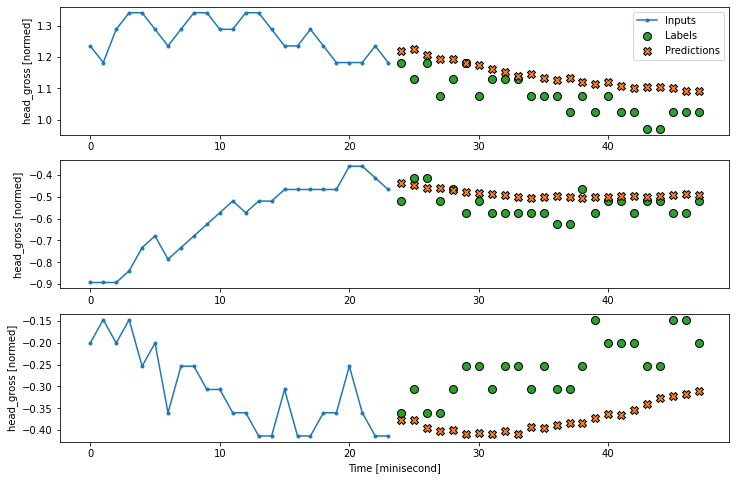 head_gross [normed]
1.3
1.2
1.1
1.0
Inputs
Labels
Predictions
0 10 20 30 40
head_gross [normed]
−0.4
−0.5
−0.6
−0.7
−0.8
−0.9
0 10 20 30 40
head_gross [normed]
−0.15
−0.20
−0.25
−0.30
−0.35
−0.40
0 10 20 30 40
Time [minisecond]